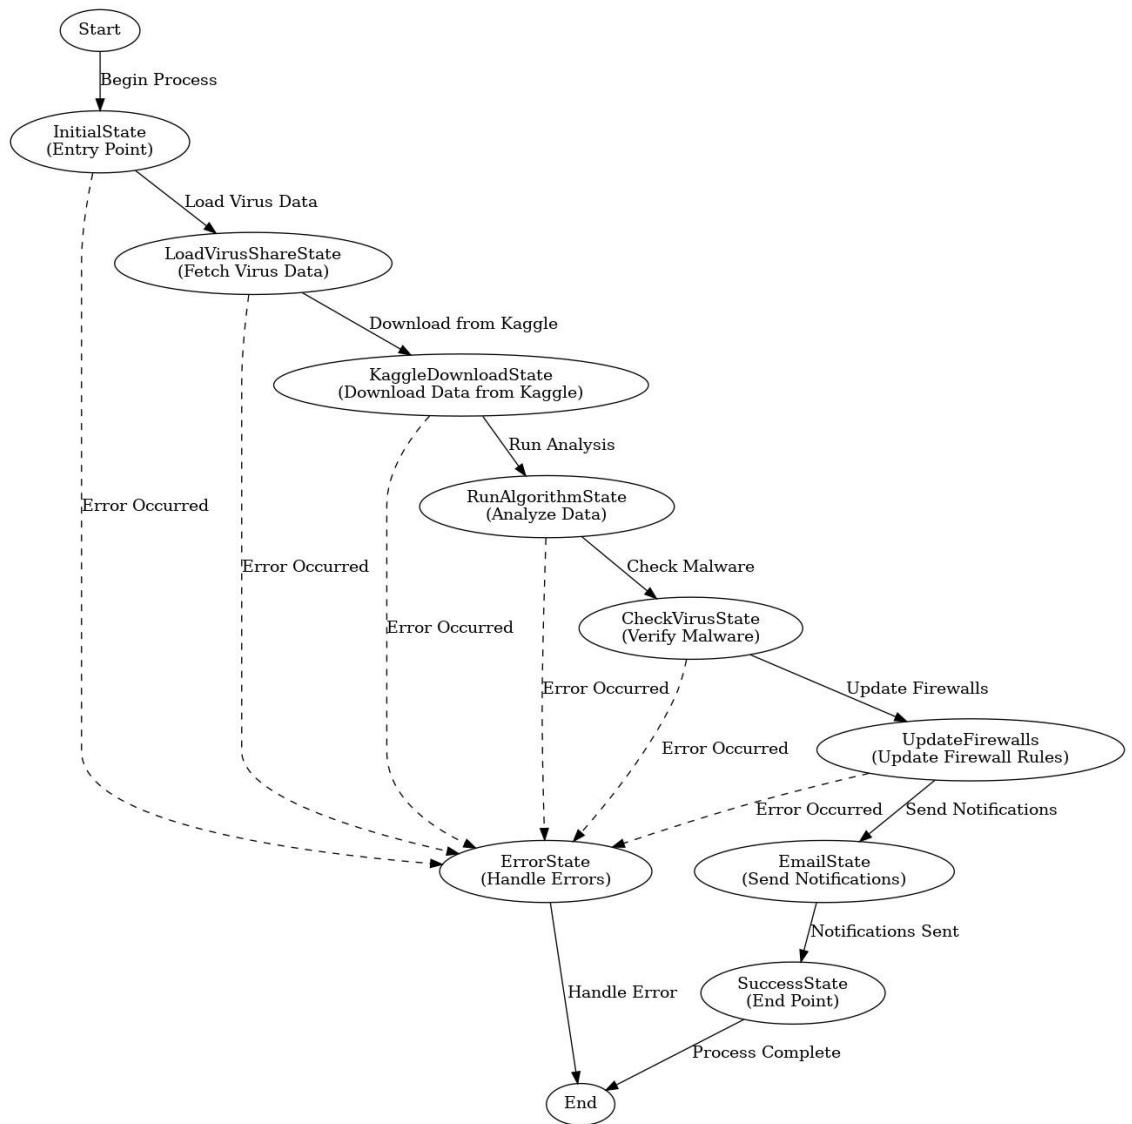 Start
Begin Process
InitialState
(Entry Point)
Load Virus Data
LoadVirusShareState
(Fetch Virus Data)
Download from Kaggle
KaggleDownloadState
(Download Data from Kaggle)
Run Analysis
RunAlgorithmState
(Analyze Data)
Error Occurred
Error Occurred
Check Malware
CheckVirusState
(Verify Malware)
Error Occurred
Error Occurred
Update Firewalls
UpdateFirewalls
(Update Firewall Rules)
Error Occurred
Error Occurred
Send Notifications
ErrorState
(Handle Errors)
EmailState
(Send Notifications)
Notifications Sent
SuccessState
(End Point)
Handle Error
Process Complete
End